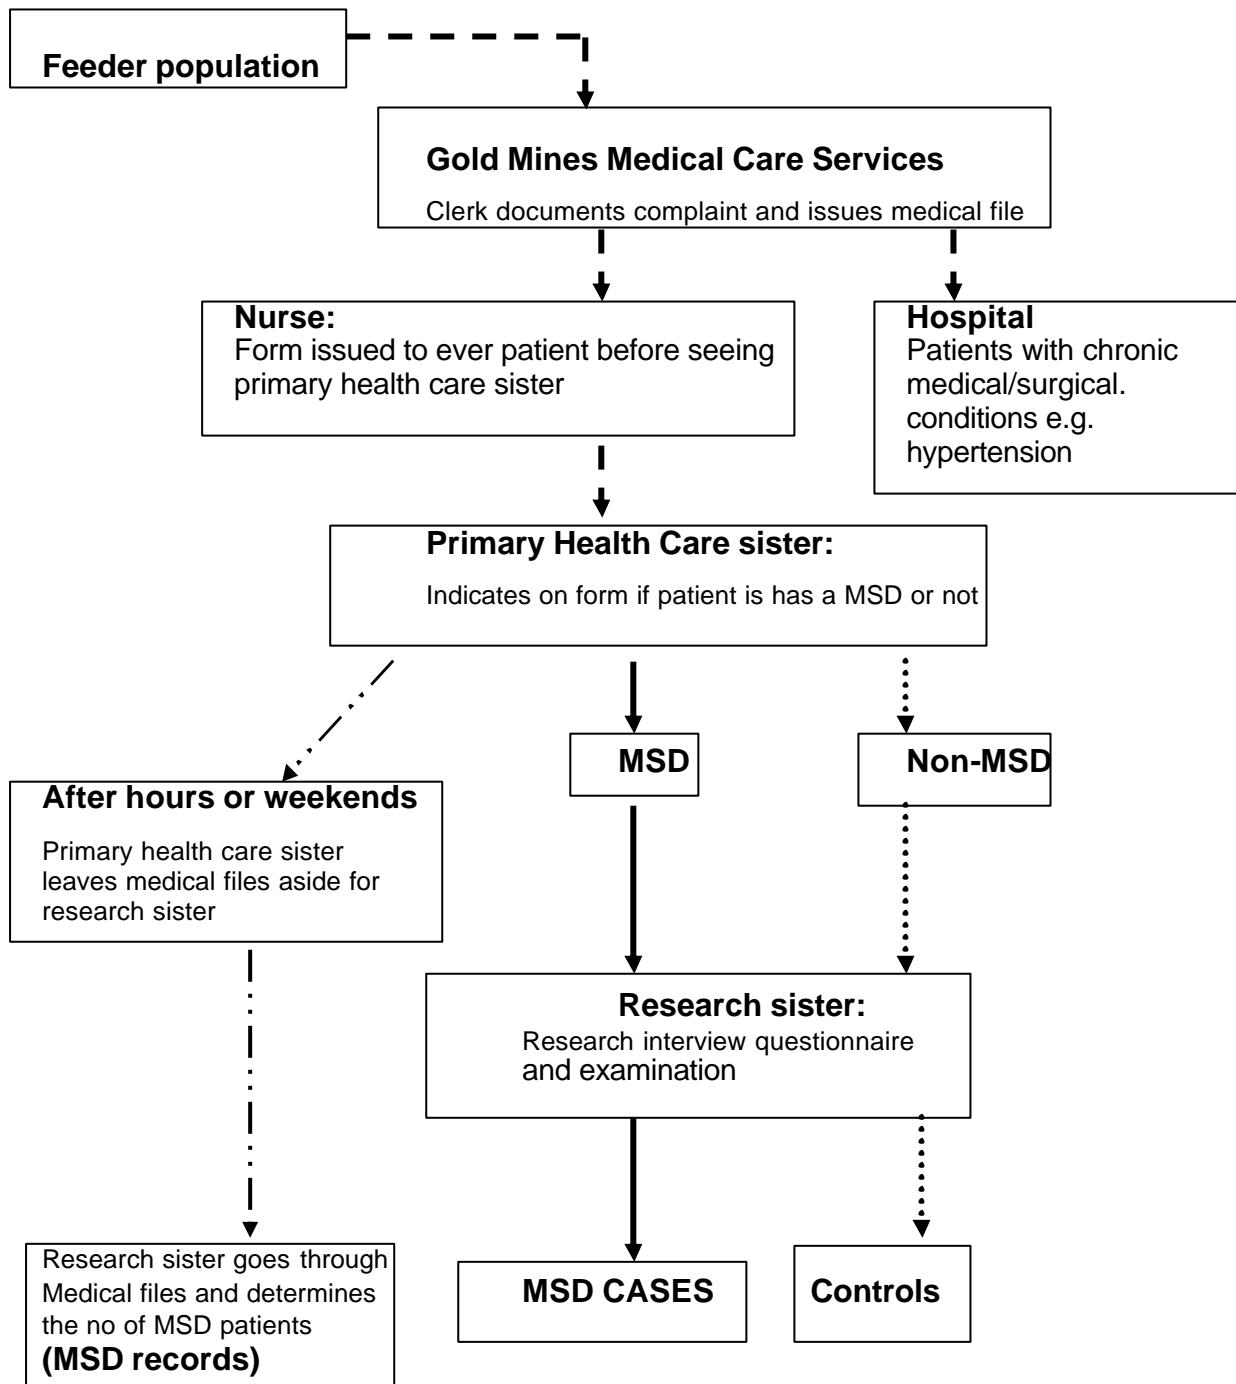 Feeder population
Gold Mines Medical Care Services
Clerk documents complaint and issues medical file
Nurse:
Form issued to ever patient before seeing
primary health care sister
Hospital
Patients with chronic
medical/surgical.
conditions e.g.
hypertension
Primary Health Care sister:
Indicates on form if patient is has a MSD or not
MSD
Non-MSD
After hours or weekends
Primary health care sister
leaves medical files aside for
research sister
Research sister:
Research interview questionnaire
and examination
Research sister goes through
Medical files and determines
the no of MSD patients
(MSD records)
MSD CASES
Controls